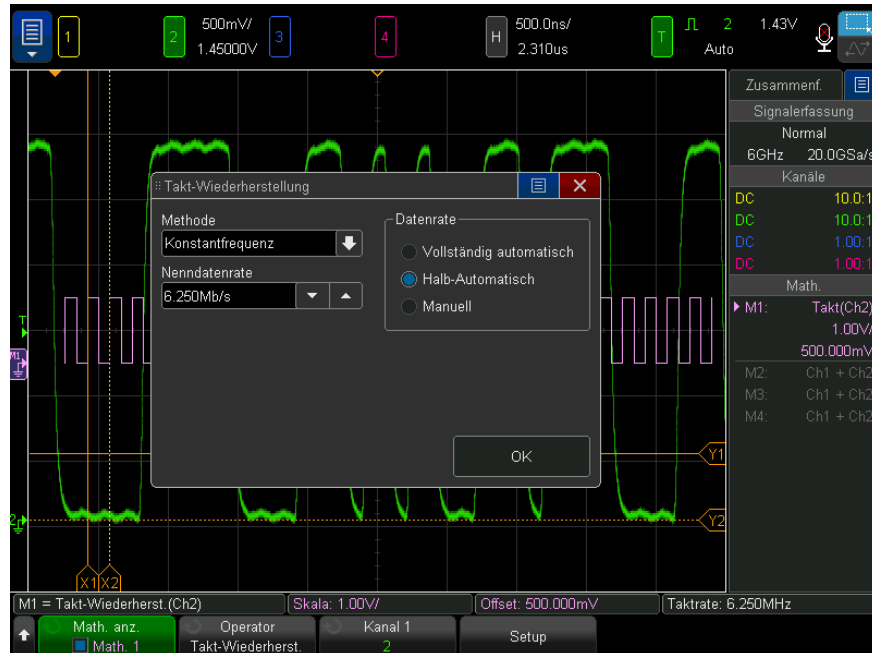 1
2
500mV/
1.45000V
3
4
H
500.0ns/
2.310us
T
2
1.43V
Auto
Zusammenf.
Signalerfassung
Normal
6GHz 20.0GSa/s
Kanäle
DC 10.0:1
DC 10.0:1
DC 1.00:1
DC 1.00:1
Math.
M1: Takt(Ch2)
1.00V/
500.000mV
M2: Ch1 + Ch2
M3: Ch1 + Ch2
M4: Ch1 + Ch2
Takt-Wiederherstellung
Methode
Konstantfrequenz
Nenndatenrate
6.250Mb/s
Datenrate
Vollständig automatisch
Halb-Automatisch
Manuell
OK
T
M1
2
Y1
Y2
X1 X2
M1 = Takt-Wiederherst.(Ch2)
Skala: 1.00V/
Offset: 500.000mV
Taktrate: 6.250MHz
Math. anz.
Math. 1
Operator
Takt-Wiederherst.
Kanal 1
2
Setup